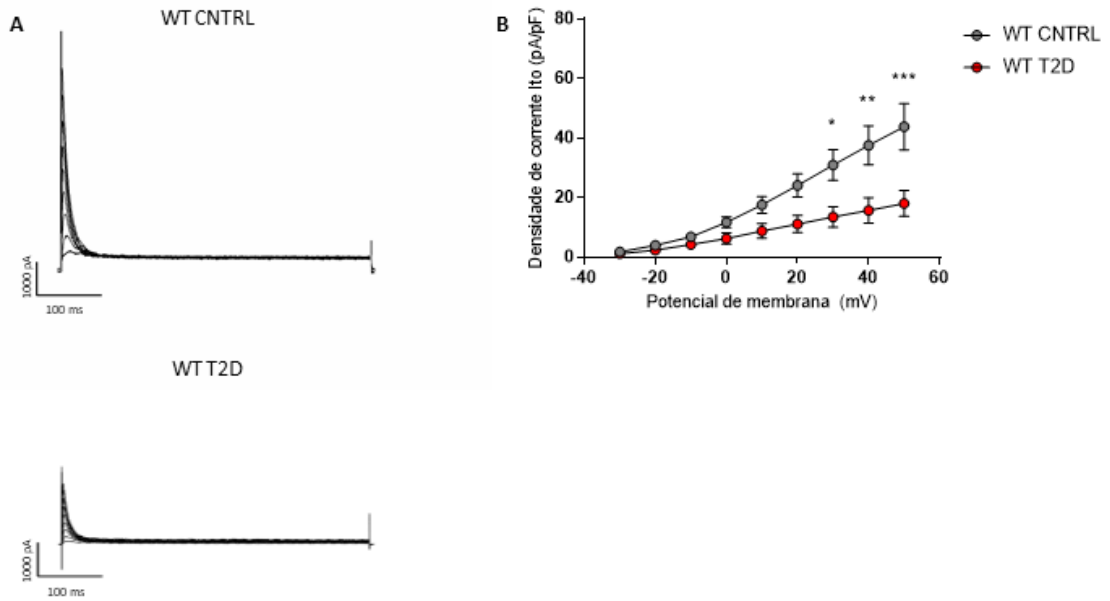 A
WT CNTRL
1000 pA
100 ms
WT T2D
1000 pA
100 ms
B
Densidade de corrente Ito (pA/pF)
80
60
40
20
0
-40
-20
0
20
40
60
Potencial de membrana (mV)
*
**
***
WT CNTRL
WT T2D